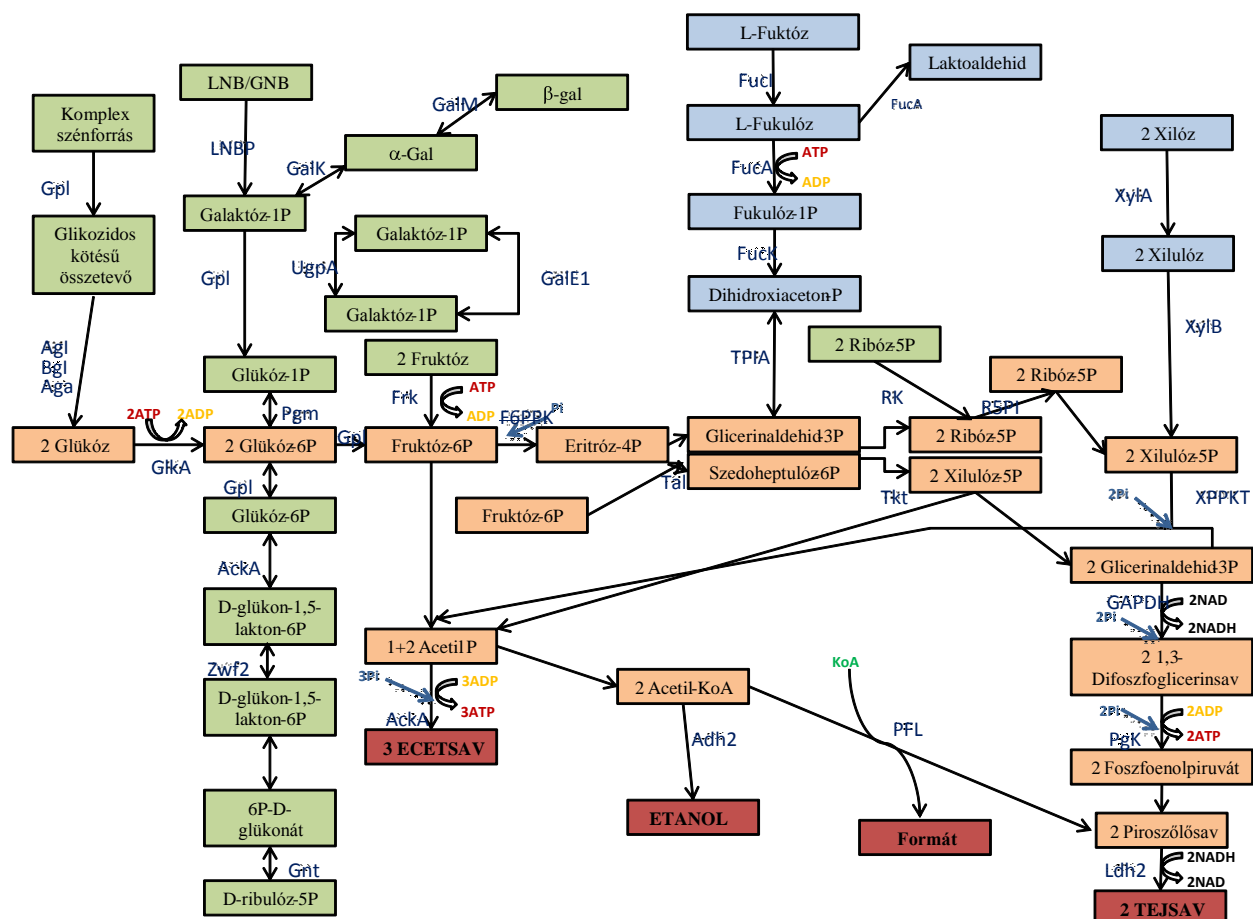 L-Fuktóz
LNB/GNB
FucI
Laktoaldehid
Komplex
szénforrás
β-gal
GalM
FucA
L-Fukulóz
2 Xilóz
LNBP
α-Gal
ATP
GalK
FucA
ADP
Gpl
XylA
Galaktóz-1P
Fukulóz-1P
Glikozidos
kötésű
összetevő
Galaktóz-1P
FucK
2 Xilulóz
UgpA
GalE1
Gpl
Dihidroxiaceton-P
Galaktóz-1P
XylB
Agl
Bgl
Aga
2 Fruktóz
TPIA
2 Ribóz-5P
Glükóz-1P
2 Ribóz-5P
Frk
ATP
RK
R5PI
2ATP
2ADP
Pgm
ADP
F6PPK
Pi
2 Glükóz
2 Glükóz-6P
Gpl
Fruktóz-6P
Eritróz-4P
Glicerinaldehid-3P
2 Ribóz-5P
GlkA
2 Xilulóz-5P
Szedoheptulóz-6P
2 Xilulóz-5P
Gpl
Tal
Tkt
2Pi
XPPKT
Glükóz-6P
Fruktóz-6P
AckA
2 Glicerinaldehid-3P
D-glükon-1,5-
lakton-6P
GAPDH
2NAD
2Pi
2NADH
1+2 Acetil P
Zwf2
3Pi
3ADP
KoA
2 1,3-
Difoszfoglicerinsav
D-glükon-1,5-
lakton-6P
2 Acetil-KoA
3ATP
AckA
2Pi
2ADP
3 ECETSAV
Adh2
PFL
PgK
2ATP
2 Foszfoenolpiruvát
6P-D-
glükonát
ETANOL
Formát
2 Piroszőlősav
Gnt
Ldh2
2NADH
2NAD
D-ribulóz-5P
2 TEJSAV